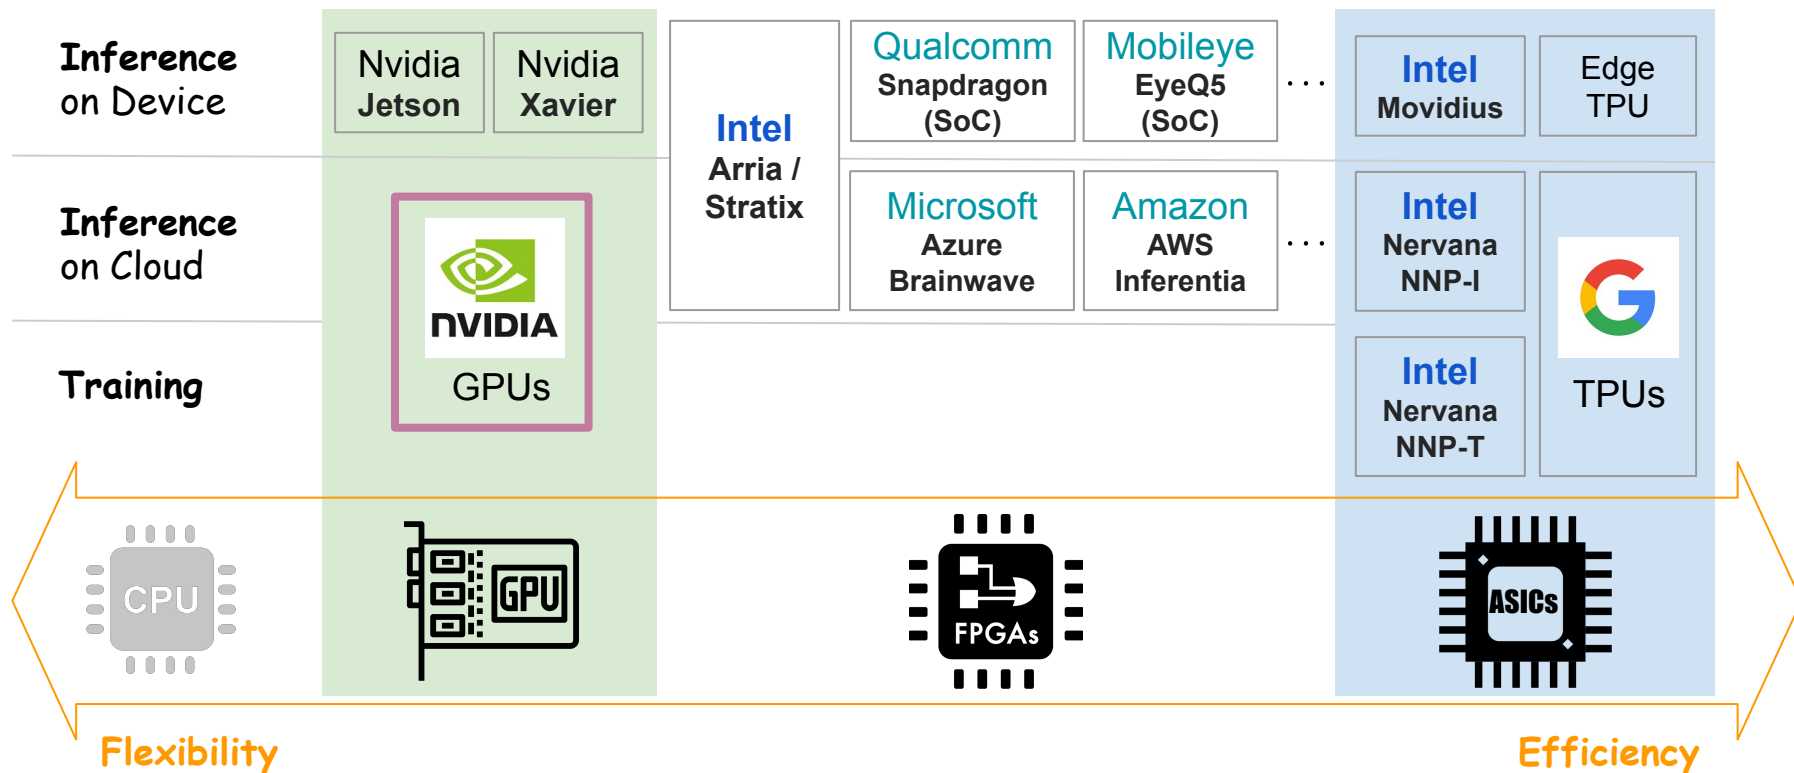 Inference
on Device
Nvidia
Jetson
Nvidia
Xavier
Intel
Arria /
Stratix
Qualcomm
Snapdragon
(SoC)
Mobileye
EyeQ5
(SoC)
...
Intel
Movidius
Edge
TPU
Inference
on Cloud
NVIDIA
GPUs
Microsoft
Azure
Brainwave
Amazon
AWS
Inferentia
...
Intel
Nervana
NNP-I
G
TPUs
Training
Intel
Nervana
NNP-T
CPU
GPU
FPGAs
ASICs
Flexibility
Efficiency